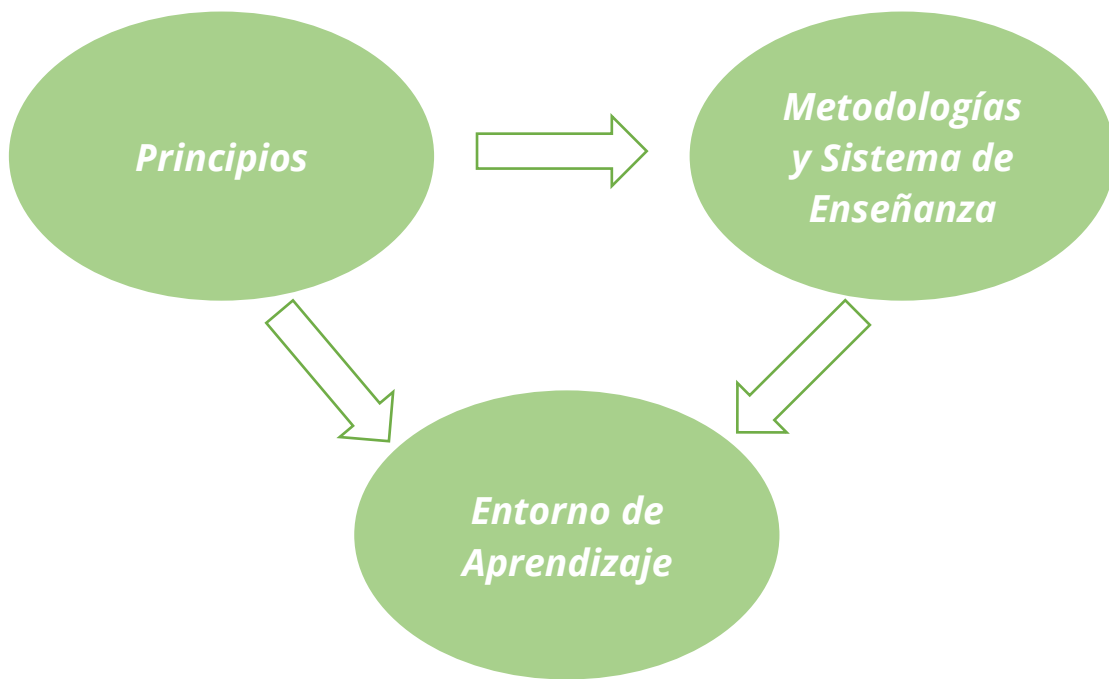 Principios
Metodologías
y Sistema de
Enseñanza
Entorno de
Aprendizaje